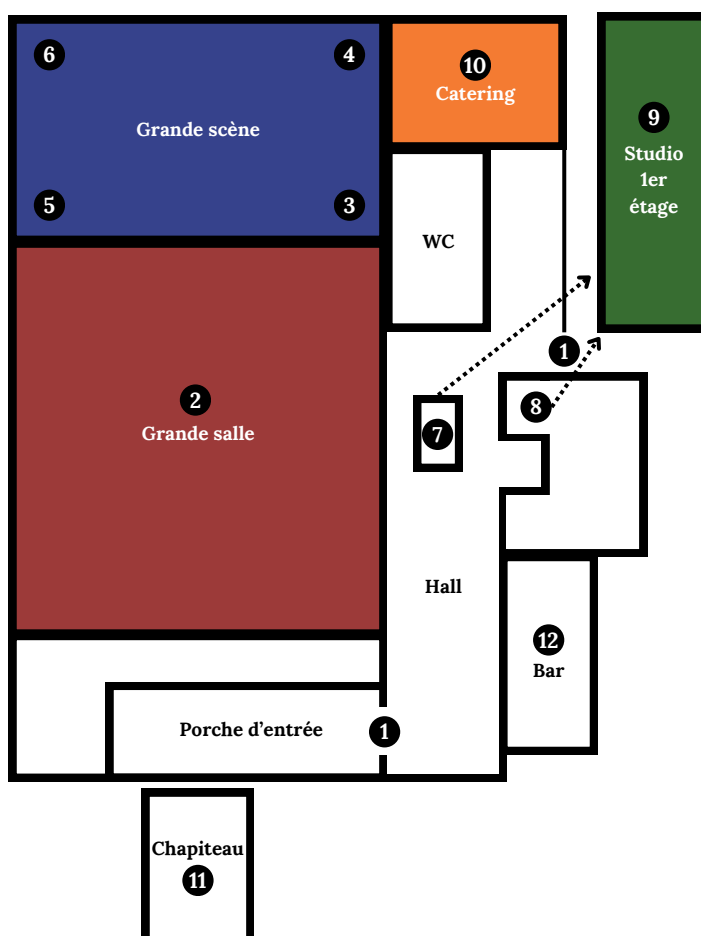 6
4
Grande scène
5
3
10
Catering
9
Studio
1er
étage
WC
1
2
Grande salle
7
8
Hall
12
Bar
Porche d'entrée
1
Chapiteau
11